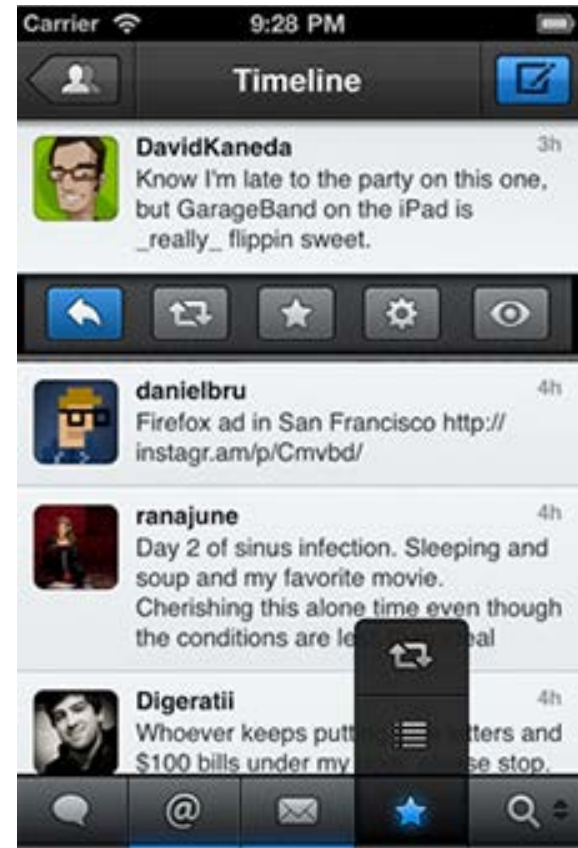 Carrier 9:28 PM
Timeline
DavidKaneda 3h
Know I'm late to the party on this one,
but GarageBand on the iPad is
_really_ flippin sweet.
danielbru 4h
Firefox ad in San Francisco http://
instagr.am/p/Cmvbd/
ranajune 4h
Day 2 of sinus infection. Sleeping and
soup and my favorite movie.
Cherishing this alone time even though
the conditions are
Digeratii 4h
Whoever keeps and
$100 bills under my stop.
@